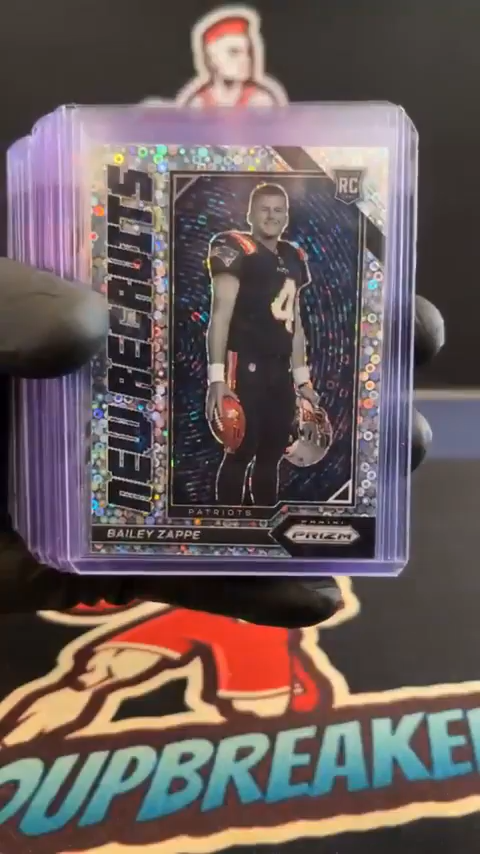 NEW RECRUITS
RC
4
PATRIOTS
BAILEY ZAPPE
PANINI
PRIZM
OUPBREAKE